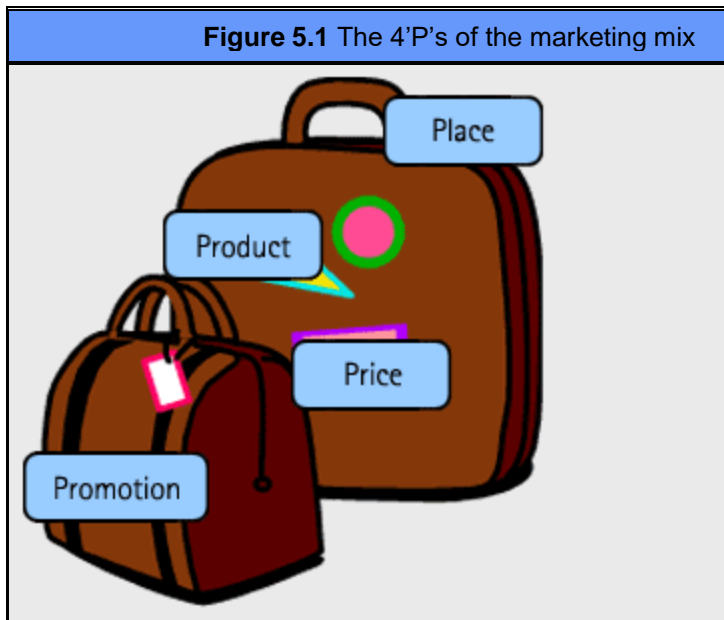 Figure 5.1 The 4'P's of the marketing mix
Place
Product
Price
Promotion